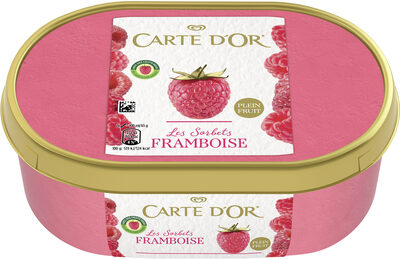 CARTE D'OR
PLEIN
FRUIT
Les Sorbets
FRAMBOISE
CARTE D'OR
Les Sorbets
FRAMBOISE
PLEIN
FRUIT